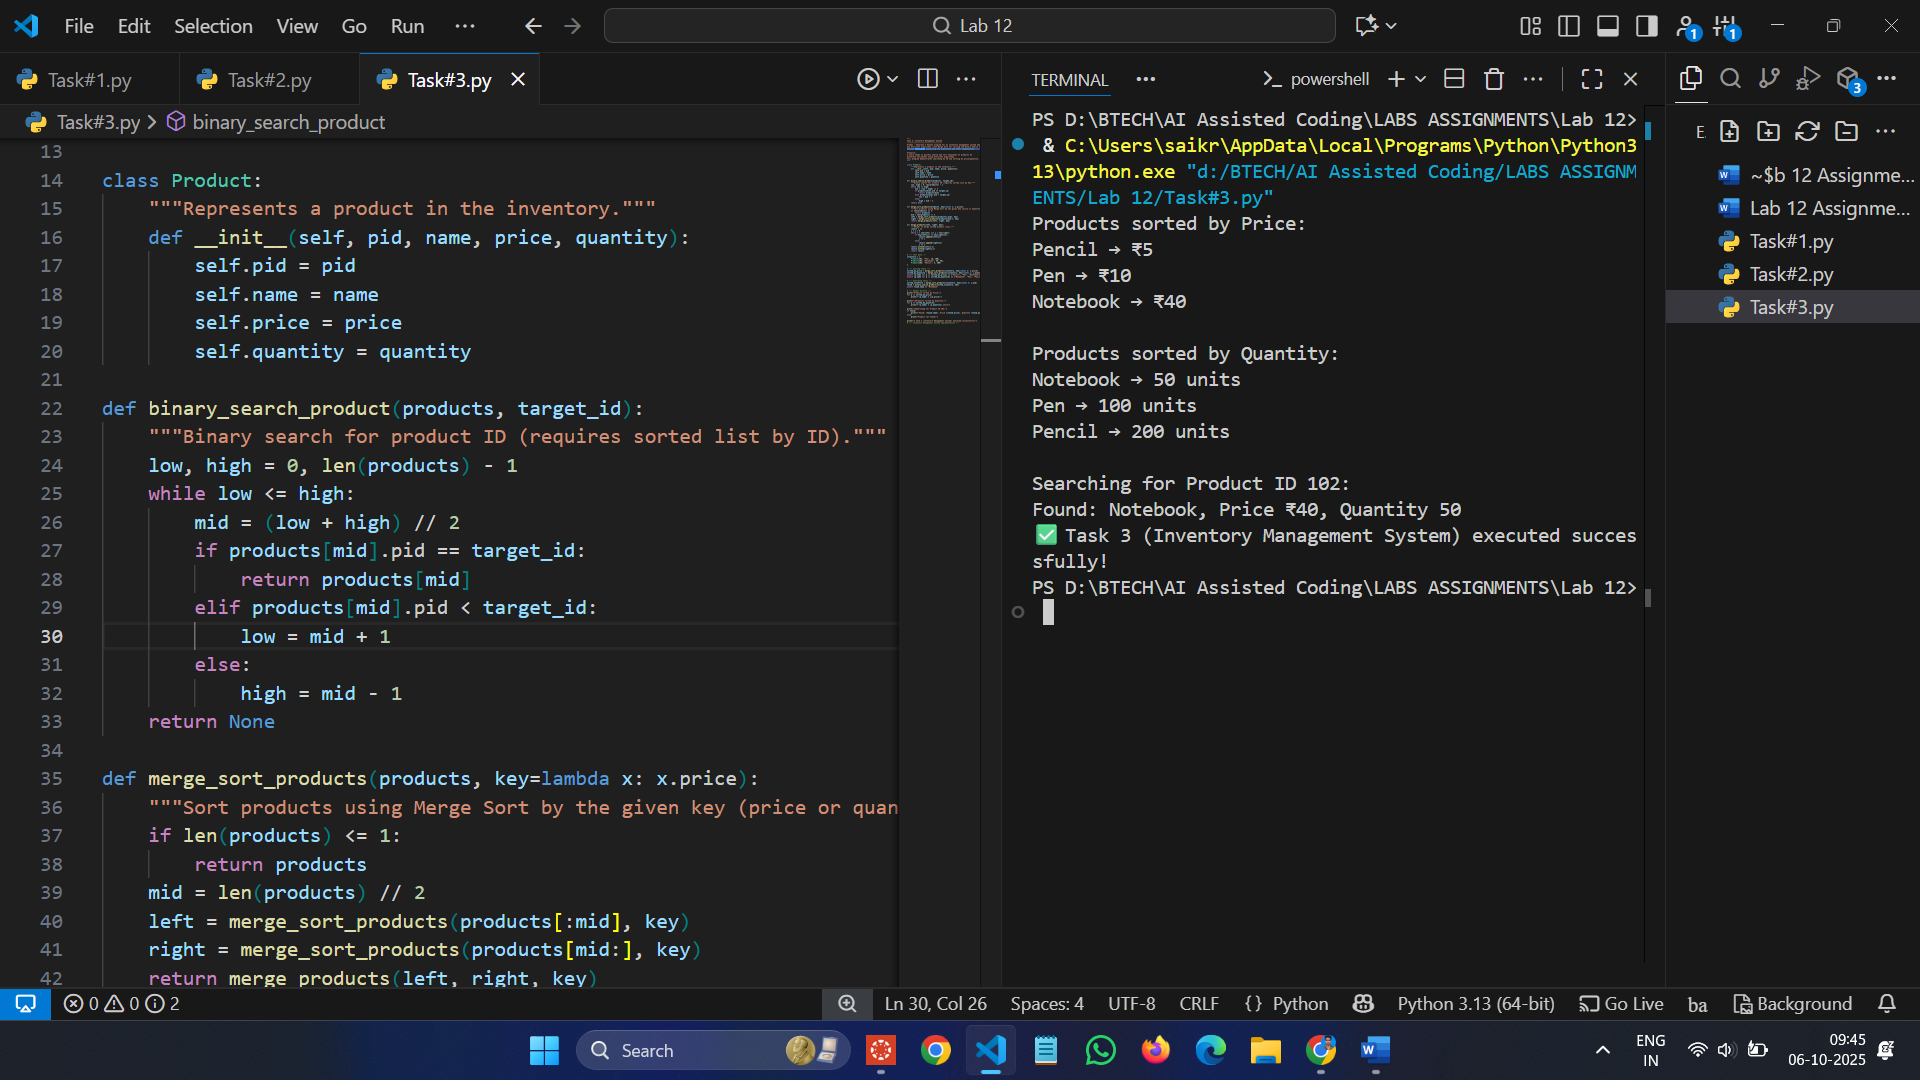 File Edit Selection View Go Run ···
Lab 12
1
1
Task#1.py
Task#2.py
Task#3.py
Task#3.py > binary_search_product
13
14 class Product:
15 """Represents a product in the inventory."""
16 def __init__(self, pid, name, price, quantity):
17 self.pid = pid
18 self.name = name
19 self.price = price
20 self.quantity = quantity
21
22 def binary_search_product(products, target_id):
23 """Binary search for product ID (requires sorted list by ID)."""
24 low, high = 0, len(products) - 1
25 while low <= high:
26 mid = (low + high) // 2
27 if products[mid].pid == target_id:
28 return products[mid]
29 elif products[mid].pid < target_id:
30 low = mid + 1
31 else:
32 high = mid - 1
33 return None
34
35 def merge_sort_products(products, key=lambda x: x.price):
36 """Sort products using Merge Sort by the given key (price or quan
37 if len(products) <= 1:
38 return products
39 mid = len(products) // 2
40 left = merge_sort_products(products[:mid], key)
41 right = merge_sort_products(products[mid:], key)
42 return merge_products(left, right, key)
TERMINAL ··· powershell
PS D:\BTECH\AI Assisted Coding\LABS ASSIGNMENTS\Lab 12>
& C:\Users\saikr\AppData\Local\Programs\Python\Python3
13\python.exe "d:/BTECH/AI Assisted Coding/LABS ASSIGNM
ENTS/Lab 12/Task#3.py"
Products sorted by Price:
Pencil → ₹5
Pen → ₹10
Notebook → ₹40
Products sorted by Quantity:
Notebook → 50 units
Pen → 100 units
Pencil → 200 units
Searching for Product ID 102:
Found: Notebook, Price ₹40, Quantity 50
✅ Task 3 (Inventory Management System) executed succes
sfully!
PS D:\BTECH\AI Assisted Coding\LABS ASSIGNMENTS\Lab 12>
3
E
~$b 12 Assignme...
Lab 12 Assignme...
Task#1.py
Task#2.py
Task#3.py
0 0 2
Ln 30, Col 26 Spaces: 4 UTF-8 CRLF {} Python Python 3.13 (64-bit) Go Live ba Background
Search
ENG
IN
09:45
06-10-2025